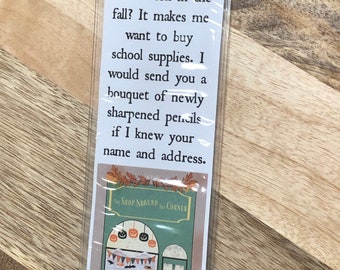 fall? It makes me
want to buy
school supplies. I
would send you a
bouquet of newly
sharpened pencils
if I knew your
name and address.
The Shop Around the Corner